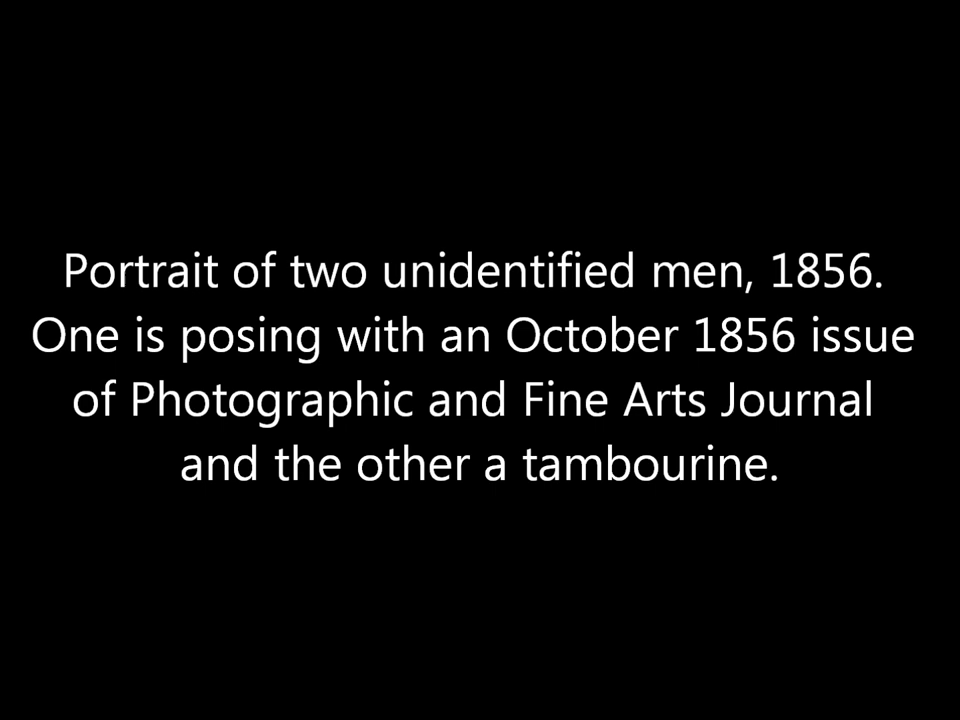 Portrait of two unidentified men, 1856.
One is posing with an October 1856 issue
of Photographic and Fine Arts Journal
and the other a tambourine.